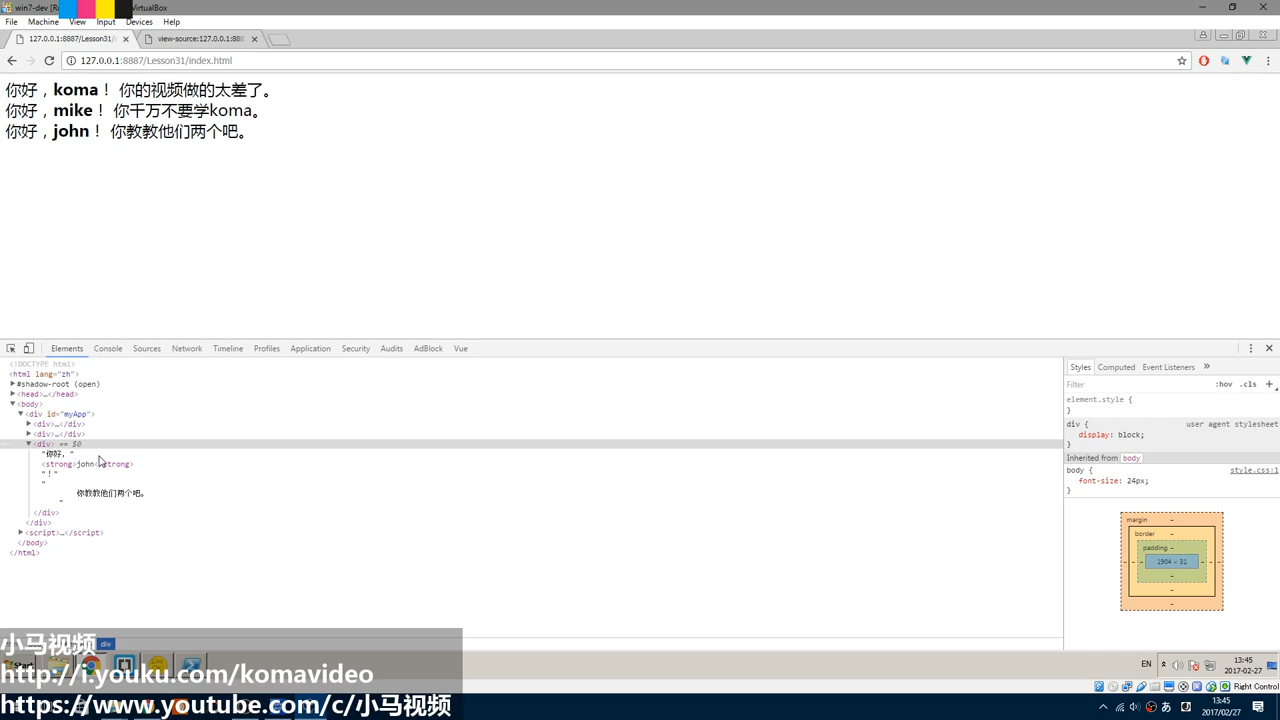 win7-dev [R VirtualBox
File Machine View Input Devices Help
127.0.0.1:8887/Lesson31/ view-source:127.0.0.1:888
127.0.0.1:8887/Lesson31/index.html
你好，koma！ 你的视频做的太差了。
你好，mike！ 你千万不要学koma。
你好，john！ 你教教他们两个吧。
Elements Console Sources Network Timeline Profiles Application Security Audits AdBlock Vue
<!DOCTYPE html>
<html lang="zh">
#shadow-root (open)
<head>…</head>
<body>
<div id="myApp">
<div>…</div>
<div>…</div>
<div> == $0
"你好，"
<strong>john</strong>
"！"
"
你教教他们两个吧。
"
</div>
</div>
<script>…</script>
</body>
</html>
Styles Computed Event Listeners »
Filter :hov .cls +
element.style {
}
div { user agent stylesheet
display: block;
}
Inherited from body
body { style.css:1
font-size: 24px;
}
margin -
border -
padding -
1904 × 31
div
小马视频
http://i.youku.com/komavideo
https://www.youtube.com/c/小马视频
Start
EN 13:45
2017-02-27
Right Control
13:45
2017/02/27